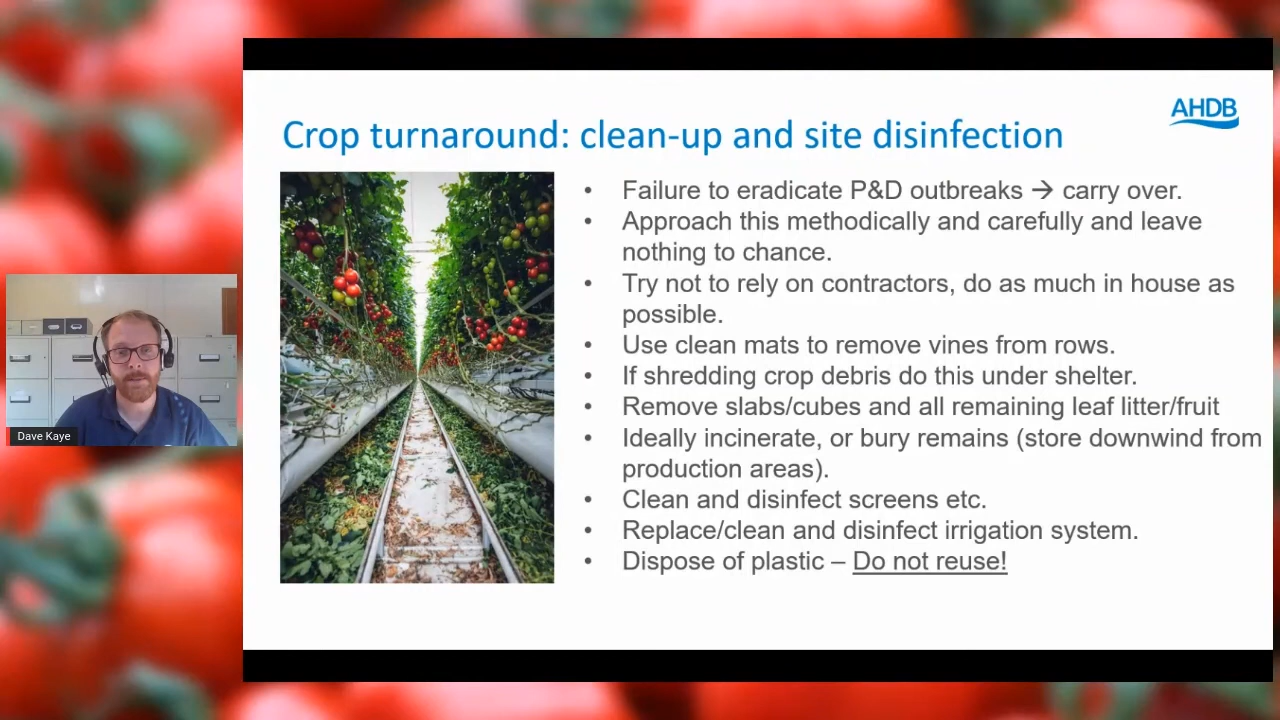 AHDB
Crop turnaround: clean-up and site disinfection
• Failure to eradicate P&D outbreaks → carry over.
• Approach this methodically and carefully and leave
nothing to chance.
• Try not to rely on contractors, do as much in house as
possible.
• Use clean mats to remove vines from rows.
• If shredding crop debris do this under shelter.
• Remove slabs/cubes and all remaining leaf litter/fruit
• Ideally incinerate, or bury remains (store downwind from
production areas).
• Clean and disinfect screens etc.
• Replace/clean and disinfect irrigation system.
• Dispose of plastic – Do not reuse!
Dave Kaye